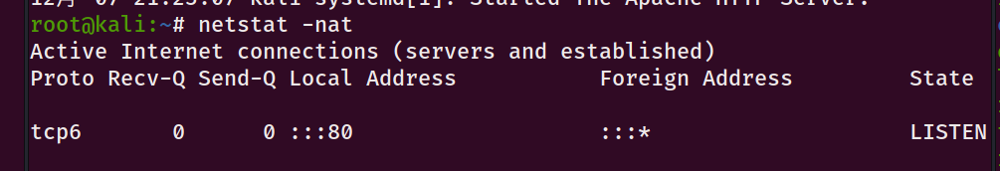 12月 07 21:25:07 kali systemd[1]: Started The Apache HTTP Server.
root@kali:~# netstat -nat
Active Internet connections (servers and established)
Proto Recv-Q Send-Q Local Address Foreign Address State
tcp6 0 0 :::80 :::* LISTEN